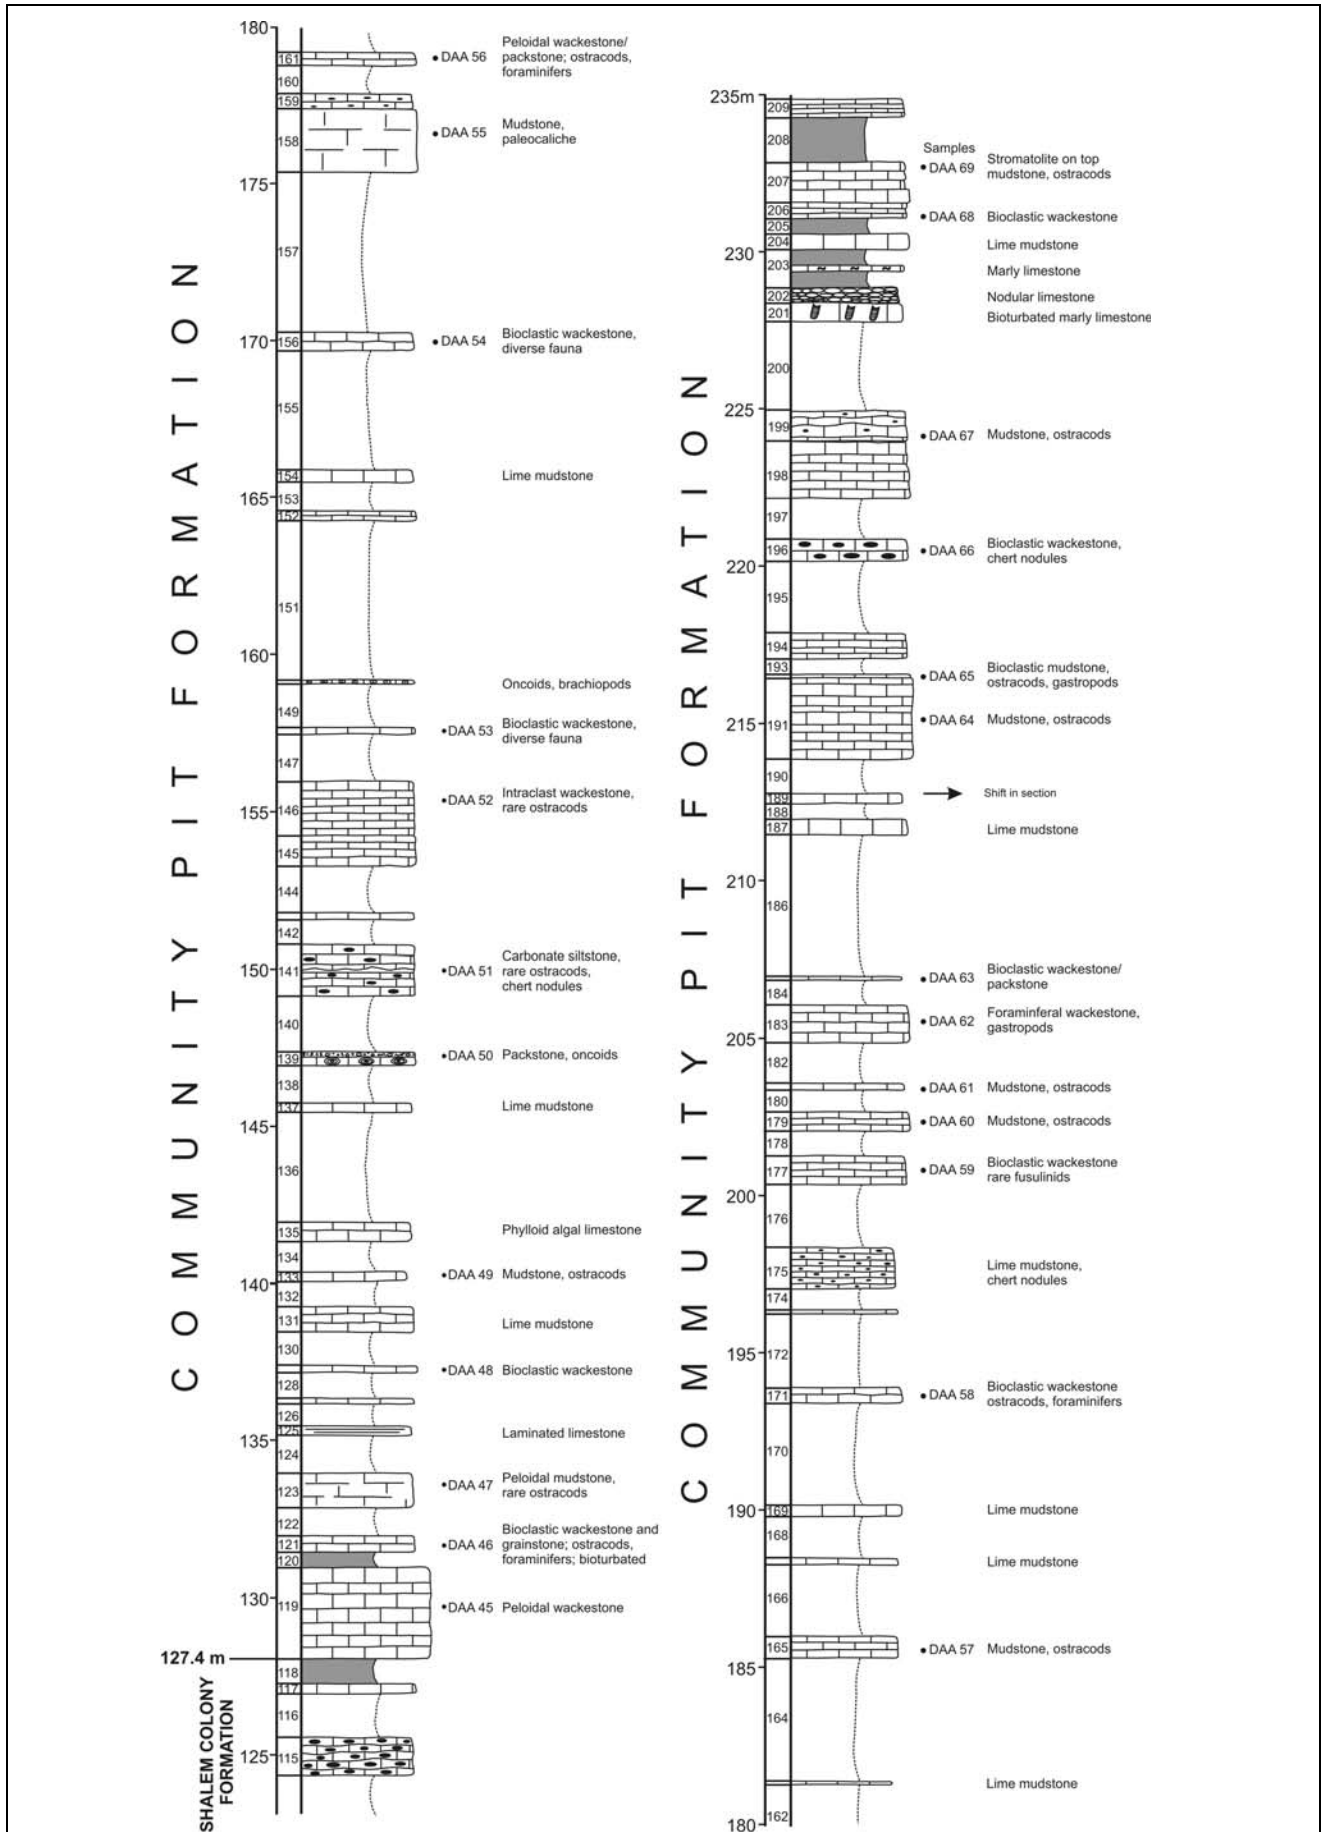 COMMUNITY PIT FORMATION
SHALEM COLONY
FORMATION
180
161
• DAA 56
Peloidal wackestone/
packstone; ostracods,
foraminifers
160
159
158
• DAA 55
Mudstone,
paleocaliche
175
157
170
156
• DAA 54
Bioclastic wackestone,
diverse fauna
155
154
Lime mudstone
165
153
152
151
160
Oncoids, brachiopods
149
•DAA 53
Bioclastic wackestone,
diverse fauna
147
155
146
•DAA 52
Intraclast wackestone,
rare ostracods
145
144
142
150
141
•DAA 51
Carbonate siltstone,
rare ostracods,
chert nodules
140
139
•DAA 50
Packstone, oncoids
138
137
Lime mudstone
145
136
135
Phylloid algal limestone
134
133
•DAA 49
Mudstone, ostracods
140
132
131
Lime mudstone
130
•DAA 48
Bioclastic wackestone
128
126
125
Laminated limestone
135
124
123
•DAA 47
Peloidal mudstone,
rare ostracods
122
121
•DAA 46
Bioclastic wackestone and
grainstone; ostracods,
foraminifers; bioturbated
120
130
119
•DAA 45
Peloidal wackestone
127.4 m
118
117
116
125
115
COMMUNITY PIT FORMATION
235m
209
208
Samples
207
• DAA 69
Stromatolite on top
mudstone, ostracods
206
• DAA 68
Bioclastic wackestone
205
204
Lime mudstone
230
203
Marly limestone
202
Nodular limestone
201
Bioturbated marly limestone
200
225
199
• DAA 67
Mudstone, ostracods
198
197
196
• DAA 66
Bioclastic wackestone,
chert nodules
220
195
194
193
• DAA 65
Bioclastic mudstone,
ostracods, gastropods
215
191
• DAA 64
Mudstone, ostracods
190
189
Shift in section
188
187
Lime mudstone
210
186
• DAA 63
Bioclastic wackestone/
packstone
184
183
• DAA 62
Foraminferal wackestone,
gastropods
205
182
• DAA 61
Mudstone, ostracods
180
179
• DAA 60
Mudstone, ostracods
178
177
• DAA 59
Bioclastic wackestone
rare fusulinids
200
176
175
Lime mudstone,
chert nodules
174
195
172
171
• DAA 58
Bioclastic wackestone
ostracods, foraminifers
170
190
169
Lime mudstone
168
Lime mudstone
166
165
• DAA 57
Mudstone, ostracods
185
164
Lime mudstone
162
180